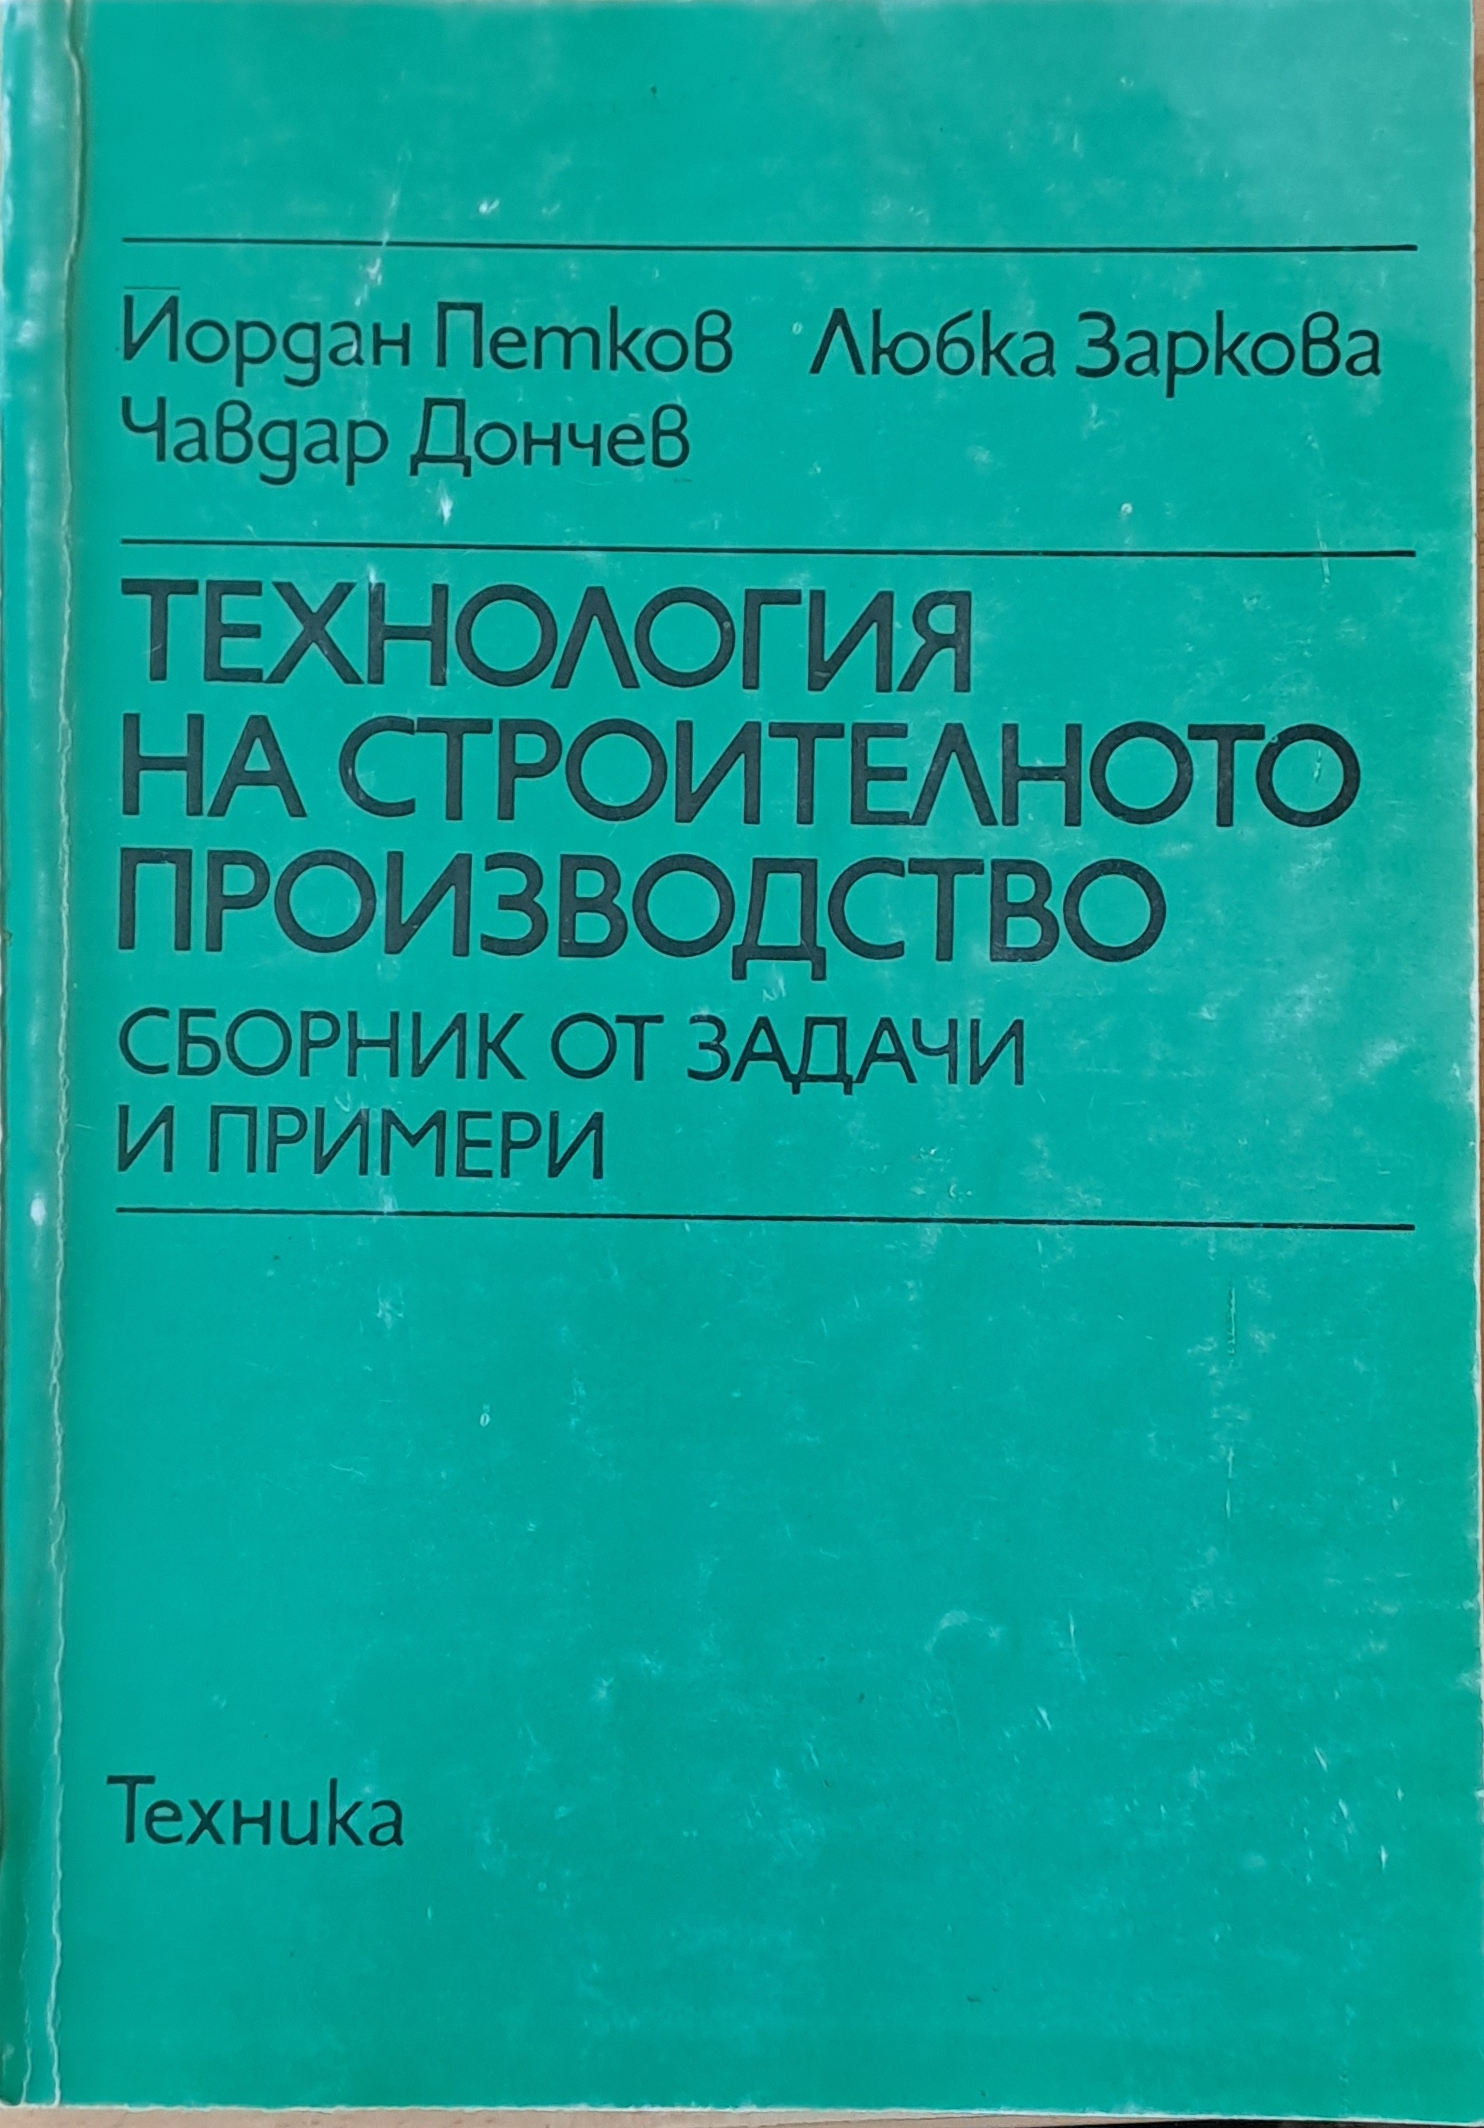 Йордан Петков Любка Заркова
Чавдар Дончев
ТЕХНОЛОГИЯ
НА СТРОИТЕЛНОТО
ПРОИЗВОДСТВО
СБОРНИК ОТ ЗАДАЧИ
И ПРИМЕРИ
Техника